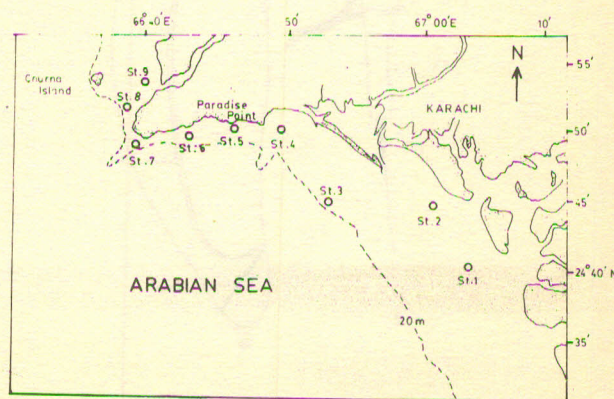 66°40'E 50' 67°00'E 10'
N
55'
Churna
Island
St.9
St.8
Paradise
Point
KARACHI
50'
St.7
St.6
St.5
St.4
St.3
45'
St.2
St.1
24°40'N
ARABIAN SEA
20m
35'